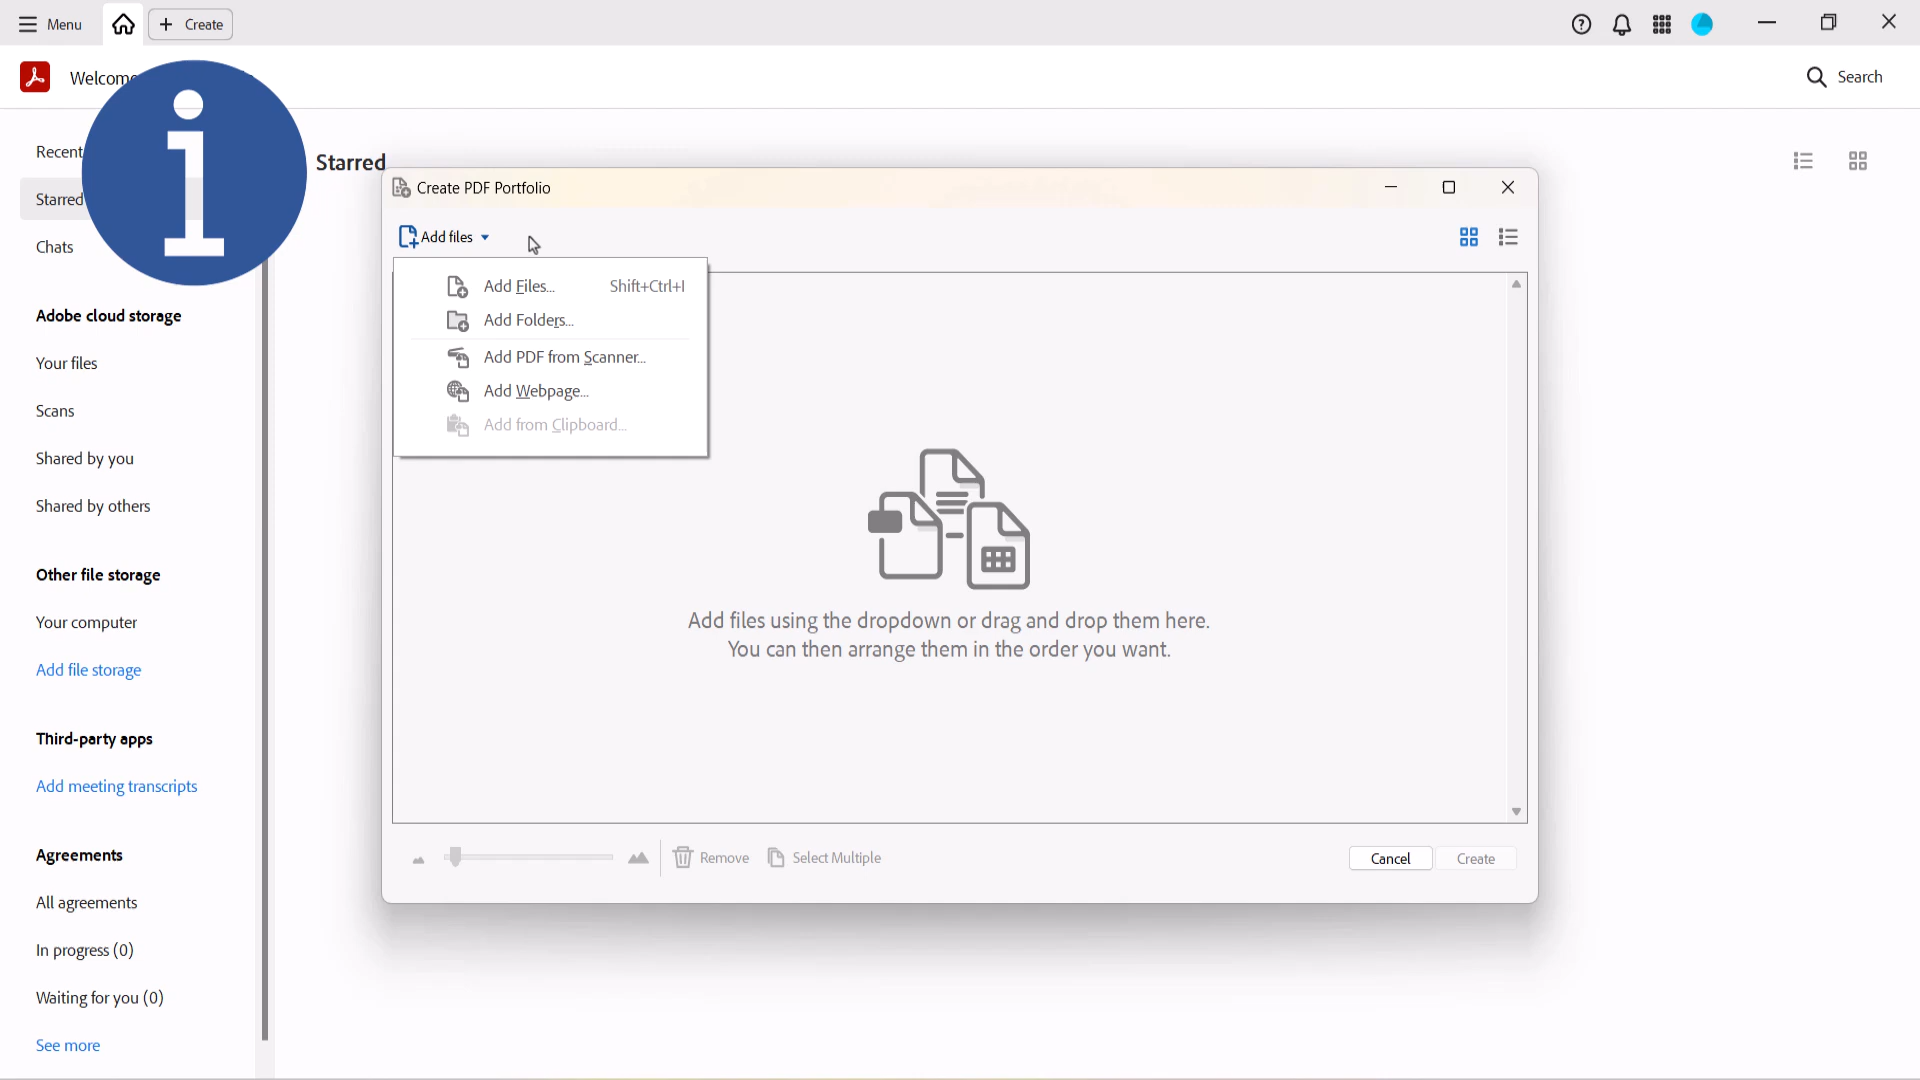 Menu
Create
Search
Recent
Starred
Chats
Adobe cloud storage
Your files
Scans
Shared by you
Shared by others
Other file storage
Your computer
Add file storage
Third-party apps
Add meeting transcripts
Agreements
All agreements
In progress (0)
Waiting for you (0)
See more
Starred
Create PDF Portfolio
Add files
Add Files... Shift+Ctrl+I
Add Folders...
Add PDF from Scanner...
Add Webpage...
Add from Clipboard...
Add files using the dropdown or drag and drop them here.
You can then arrange them in the order you want.
Remove
Select Multiple
Cancel
Create